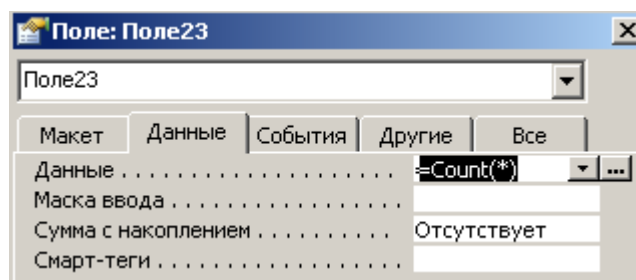 Поле: Поле23
Поле23
Макет Данные События Другие Все
Данные . . . . . . . . . . . . . . . . . . . . . =Count(*) ...
Маска ввода . . . . . . . . . . . . . . . . .
Сумма с накоплением . . . . . . . . . . Отсутствует
Смарт-теги . . . . . . . . . . . . . . . . . . .